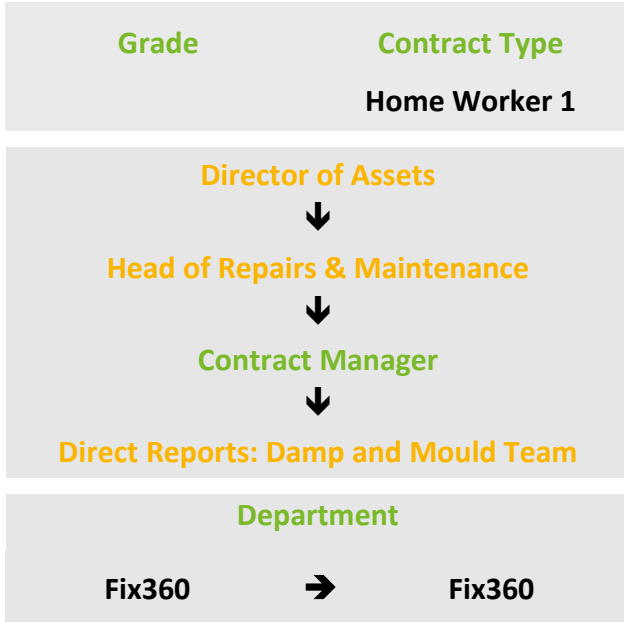 Grade Contract Type
Home Worker 1
Director of Assets
↓
Head of Repairs & Maintenance
↓
Contract Manager
↓
Direct Reports: Damp and Mould Team
Department
Fix360 → Fix360